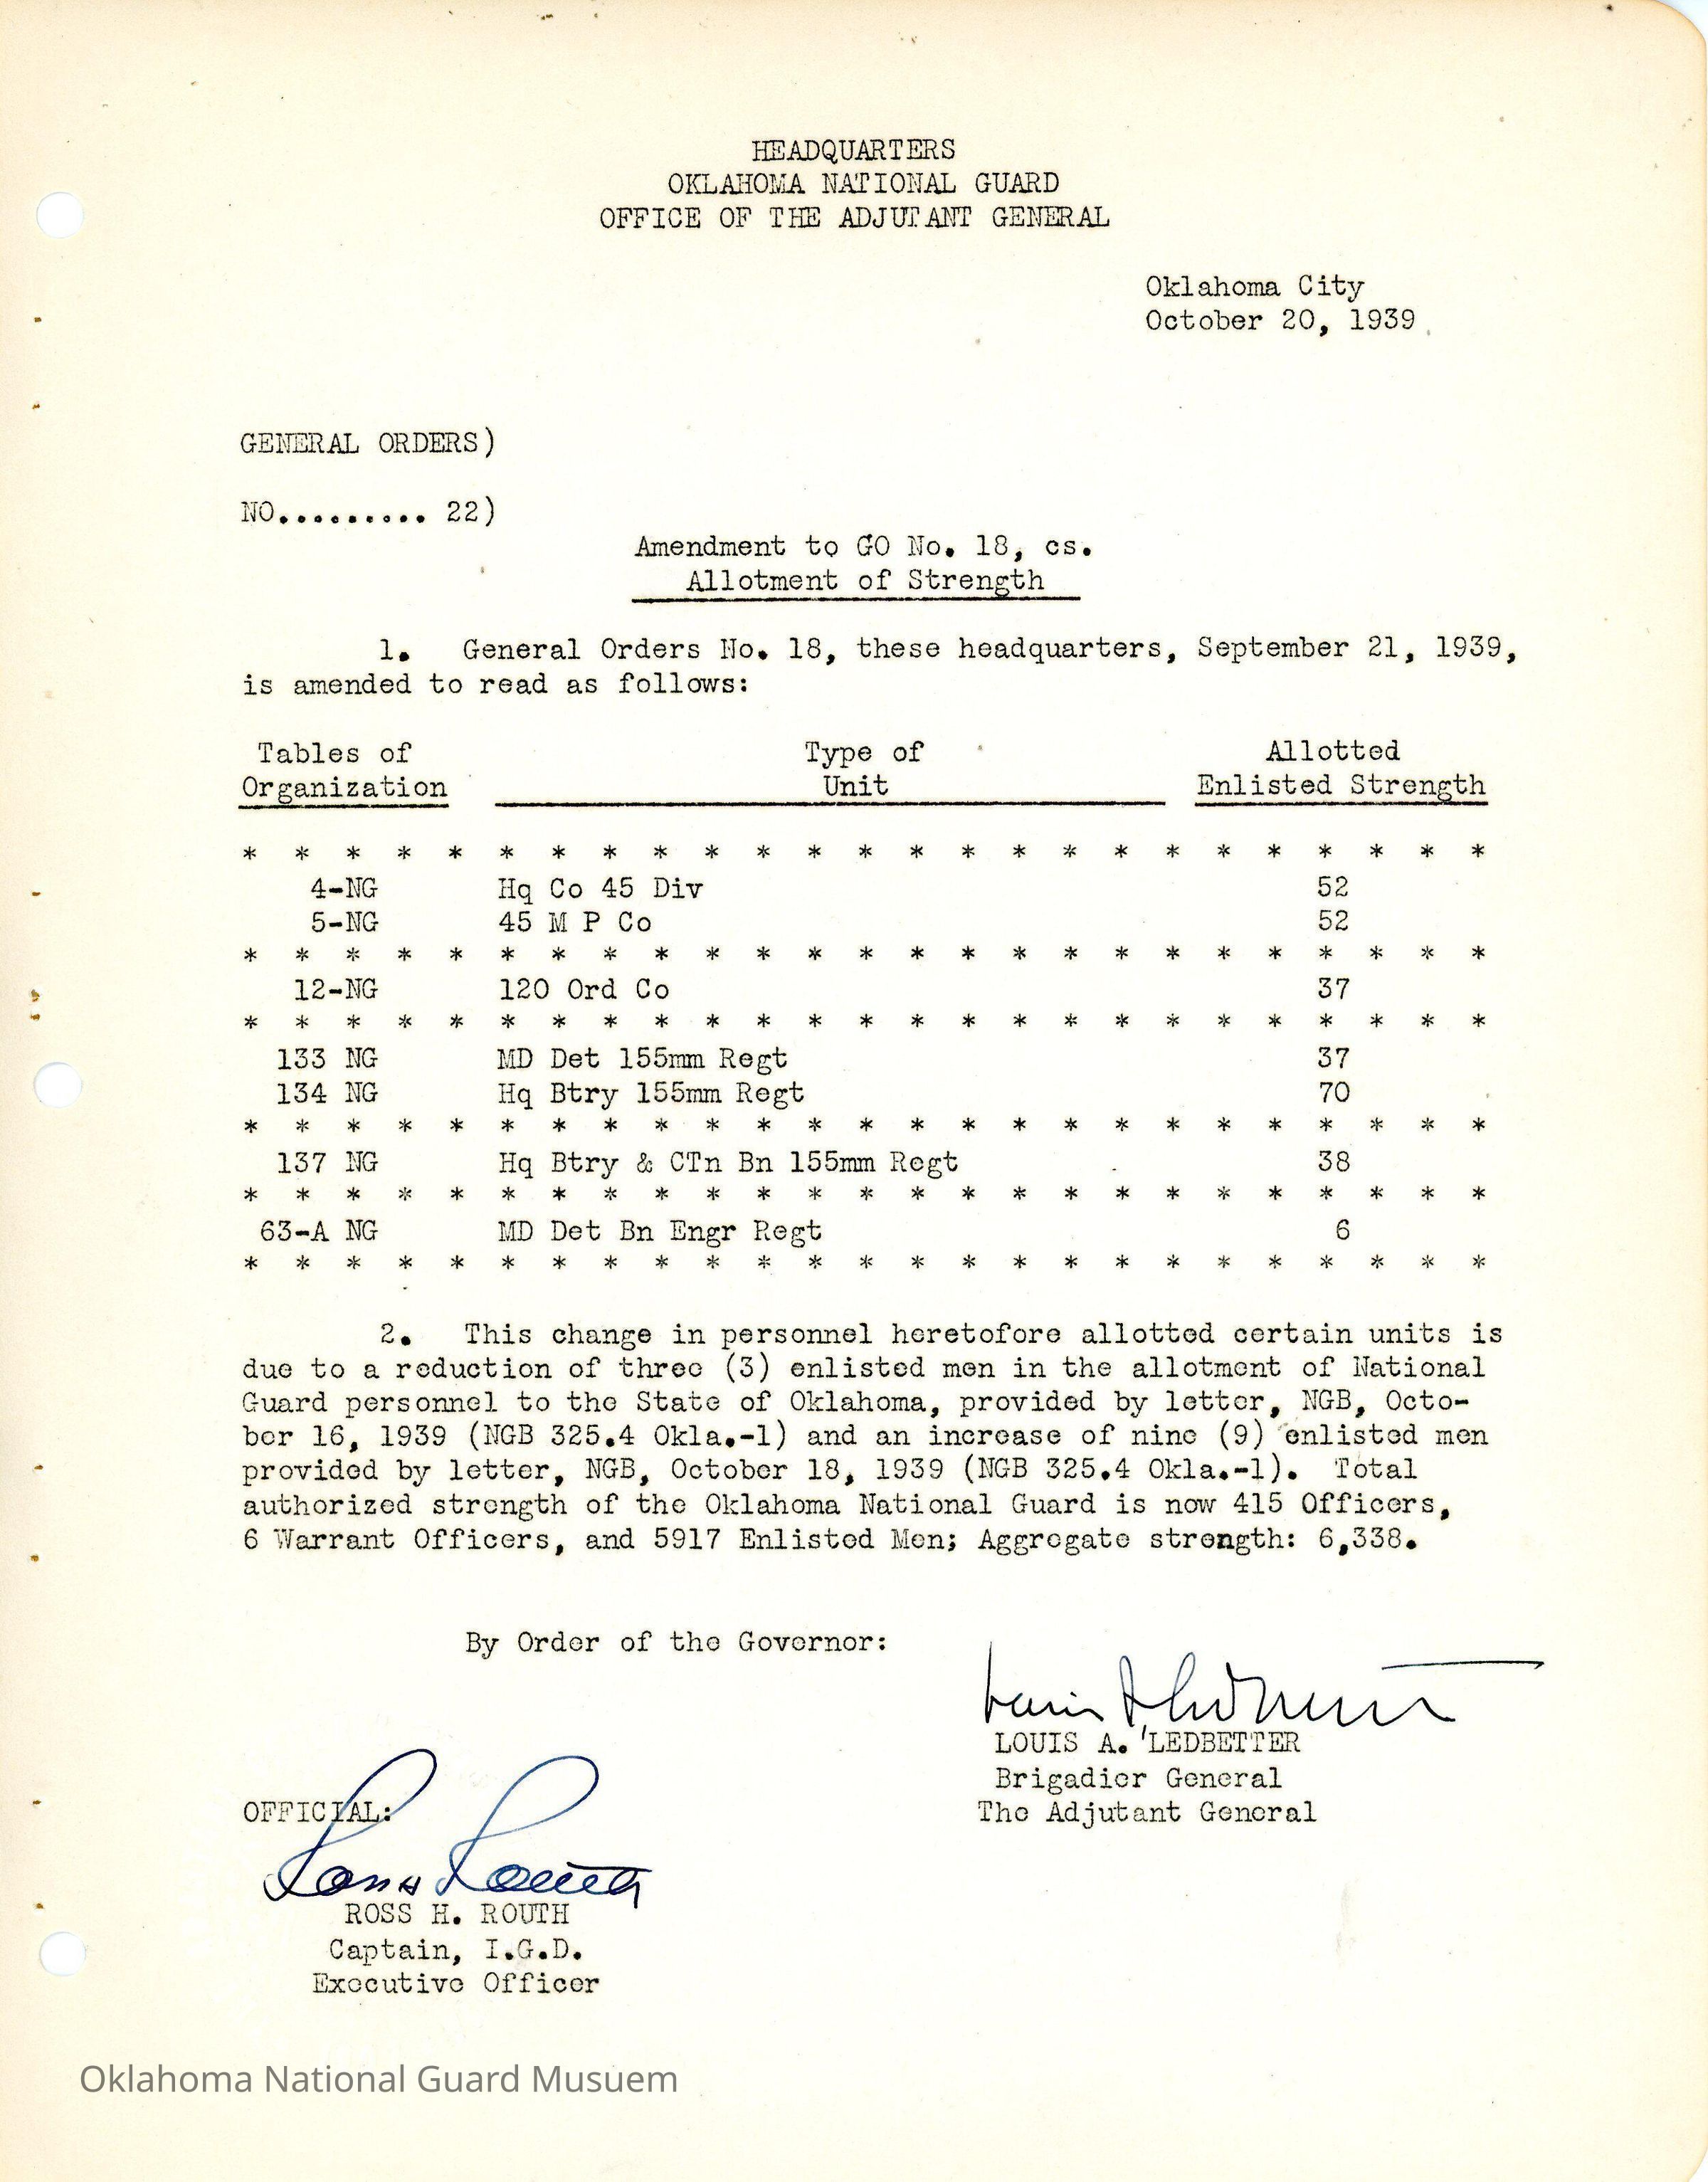 HEADQUARTERS
OKLAHOMA NATIONAL GUARD
OFFICE OF THE ADJUTANT GENERAL
Oklahoma City
October 20, 1939
GENERAL ORDERS)
NO......... 22)
Amendment to GO No. 18, cs.
Allotment of Strength
1. General Orders No. 18, these headquarters, September 21, 1939,
is amended to read as follows:
Tables of Type of Allotted
Organization Unit Enlisted Strength
* * * * * * * * * * * * * * * * * * * * * * * * *
4-NG Hq Co 45 Div 52
5-NG 45 M P Co 52
* * * * * * * * * * * * * * * * * * * * * * * * *
12-NG 120 Ord Co 37
* * * * * * * * * * * * * * * * * * * * * * * * *
133 NG MD Det 155mm Regt 37
134 NG Hq Btry 155mm Regt 70
* * * * * * * * * * * * * * * * * * * * * * * * *
137 NG Hq Btry & CTn Bn 155mm Regt 38
* * * * * * * * * * * * * * * * * * * * * * * * *
63-A NG MD Det Bn Engr Regt 6
* * * * * * * * * * * * * * * * * * * * * * * * *
2. This change in personnel heretofore allotted certain units is
due to a reduction of three (3) enlisted men in the allotment of National
Guard personnel to the State of Oklahoma, provided by letter, NGB, Octo-
ber 16, 1939 (NGB 325.4 Okla.-1) and an increase of nine (9) enlisted men
provided by letter, NGB, October 18, 1939 (NGB 325.4 Okla.-1). Total
authorized strength of the Oklahoma National Guard is now 415 Officers,
6 Warrant Officers, and 5917 Enlisted Men; Aggregate strength: 6,338.
By Order of the Governor:
LOUIS A. LEDBETTER
Brigadier General
The Adjutant General
OFFICIAL:
Ross Routh
ROSS H. ROUTH
Captain, I.G.D.
Executive Officer
Oklahoma National Guard Musuem